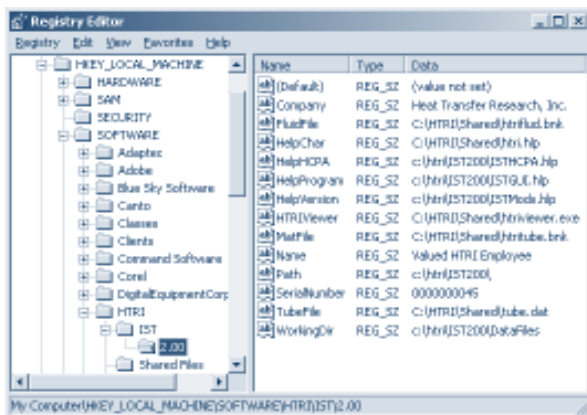 Registry Editor
Registry Edit View Favorites Help
HKEY_LOCAL_MACHINE
HARDWARE
SAM
SECURITY
SOFTWARE
Adaptec
Adobe
Blue Sky Software
Canto
Classes
Clients
Command Software
Corel
DigitalEquipmentCorp
HTRI
IST
2.00
Shared Files
Name Type Data
(Default) REG_SZ (value not set)
Company REG_SZ Heat Transfer Research, Inc.
FluidFile REG_SZ C:\HTRI\Shared\htriflud.bnk
HelpChar REG_SZ C:\HTRI\Shared\htri.hlp
HelpHCPA REG_SZ c:\htri\IST200\ISTHCPA.hlp
HelpProgram REG_SZ c:\htri\IST200\ISTGUI.hlp
HelpVersion REG_SZ c:\htri\IST200\ISTMods.hlp
HTRIViewer REG_SZ C:\HTRI\Shared\htriviewer.exe
MatFile REG_SZ C:\HTRI\Shared\htritube.bnk
Name REG_SZ Valued HTRI Employee
Path REG_SZ c:\htri\IST200\
SerialNumber REG_SZ 0000000045
TubeFile REG_SZ C:\HTRI\Shared\tube.dat
WorkingDir REG_SZ c:\htri\IST200\DataFiles
My Computer\HKEY_LOCAL_MACHINE\SOFTWARE\HTRI\IST\2.00